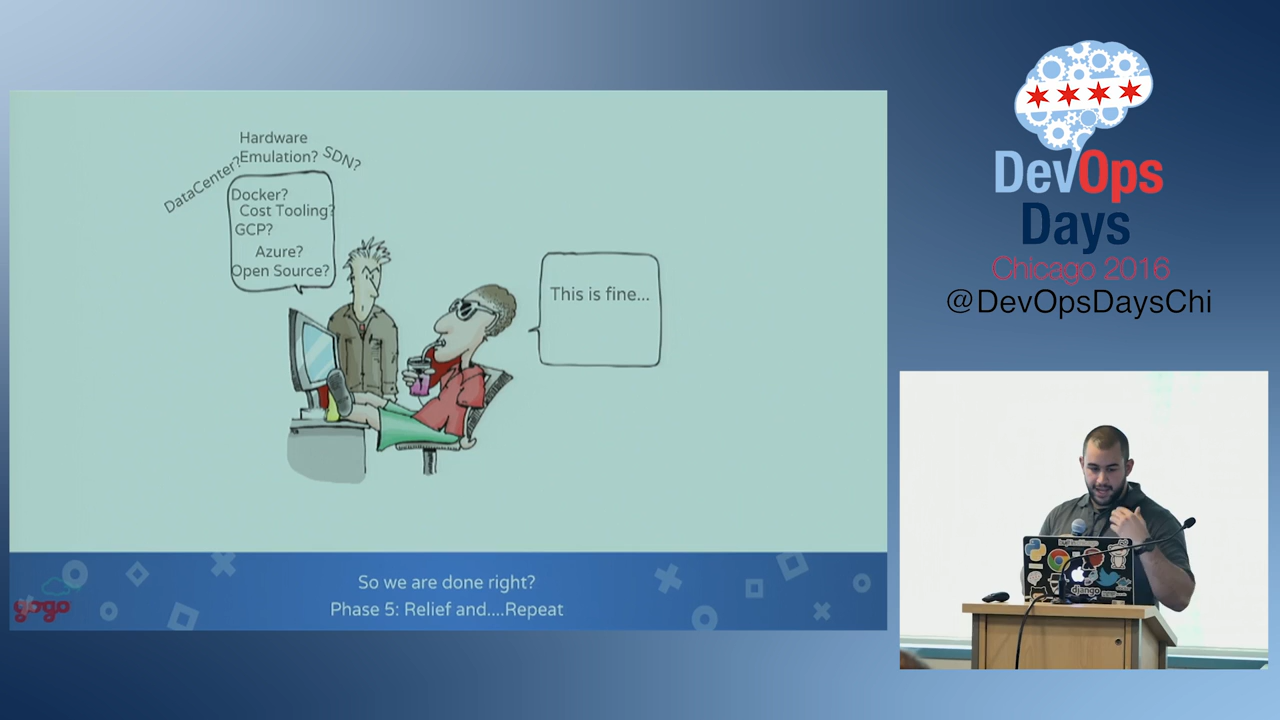 Hardware
Emulation? SDN?
DataCenter?
Docker?
Cost Tooling?
GCP?
Azure?
Open Source?
This is fine...
So we are done right?
Phase 5: Relief and....Repeat
gogo
DevOps
Days
Chicago 2016
@DevOpsDaysChi
django